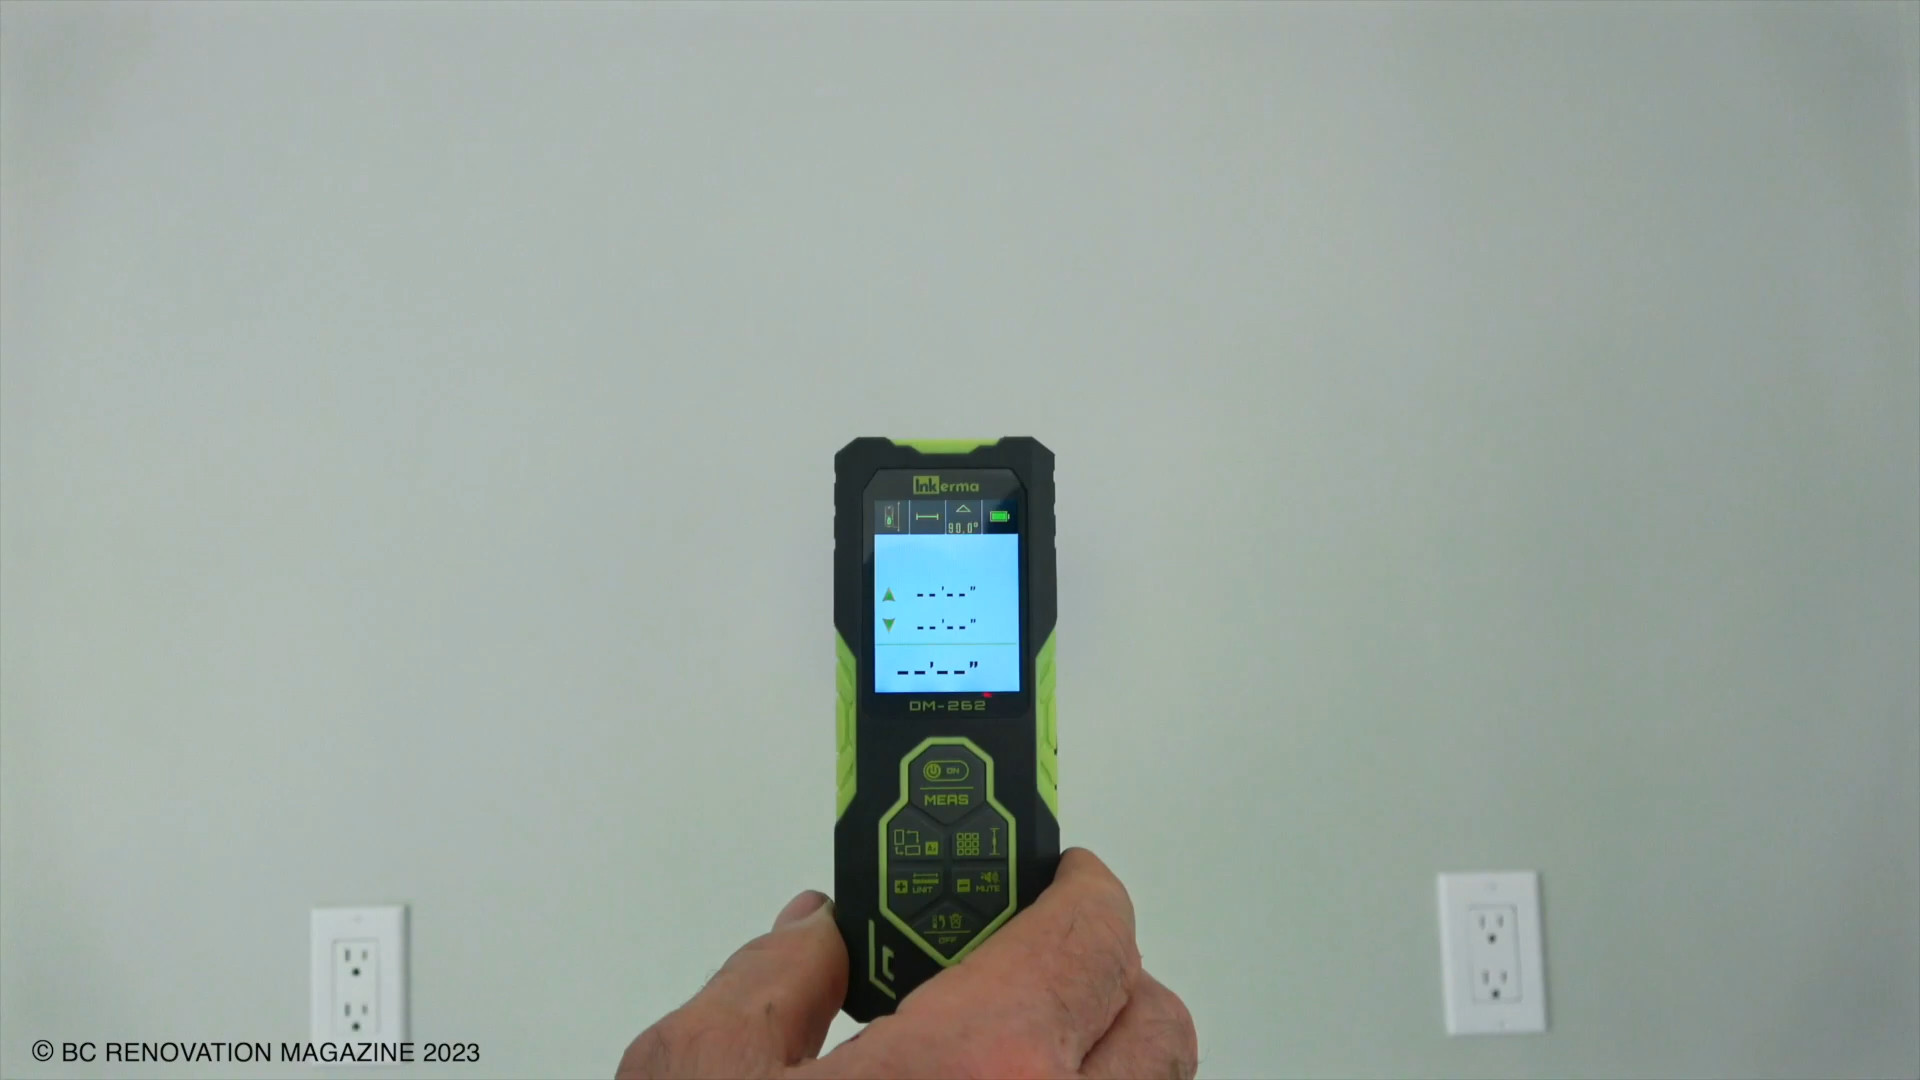 Inkerma
90.0°
--'--"
--'--"
--'--"
DM-262
ON
MEAS
UNIT
MUTE
OFF
© BC RENOVATION MAGAZINE 2023